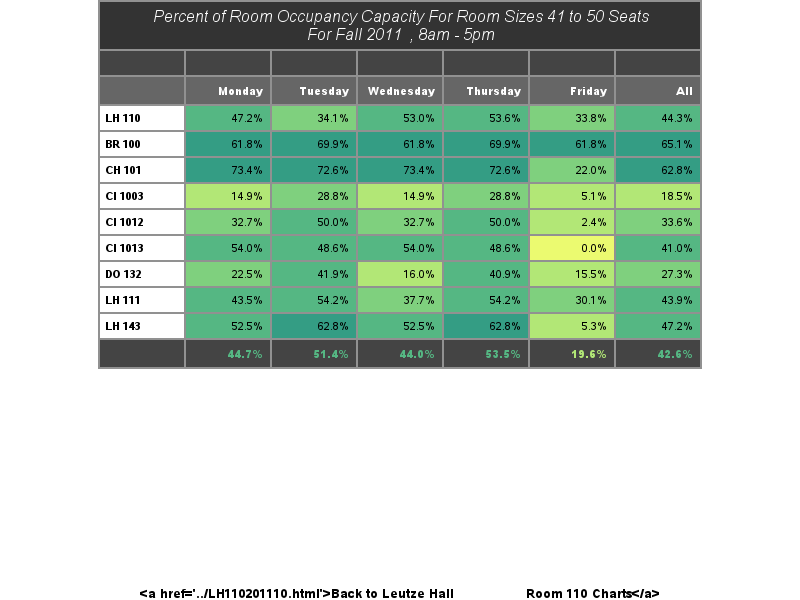 Percent of Room Occupancy Capacity For Room Sizes 41 to 50 Seats
For Fall 2011 , 8am - 5pm
Monday Tuesday Wednesday Thursday Friday All
LH 110 47.2% 34.1% 53.0% 53.6% 33.8% 44.3%
BR 100 61.8% 69.9% 61.8% 69.9% 61.8% 65.1%
CH 101 73.4% 72.6% 73.4% 72.6% 22.0% 62.8%
CI 1003 14.9% 28.8% 14.9% 28.8% 5.1% 18.5%
CI 1012 32.7% 50.0% 32.7% 50.0% 2.4% 33.6%
CI 1013 54.0% 48.6% 54.0% 48.6% 0.0% 41.0%
DO 132 22.5% 41.9% 16.0% 40.9% 15.5% 27.3%
LH 111 43.5% 54.2% 37.7% 54.2% 30.1% 43.9%
LH 143 52.5% 62.8% 52.5% 62.8% 5.3% 47.2%
44.7% 51.4% 44.0% 53.5% 19.6% 42.6%
<a href='../LH110201110.html'>Back to Leutze Hall Room 110 Charts</a>